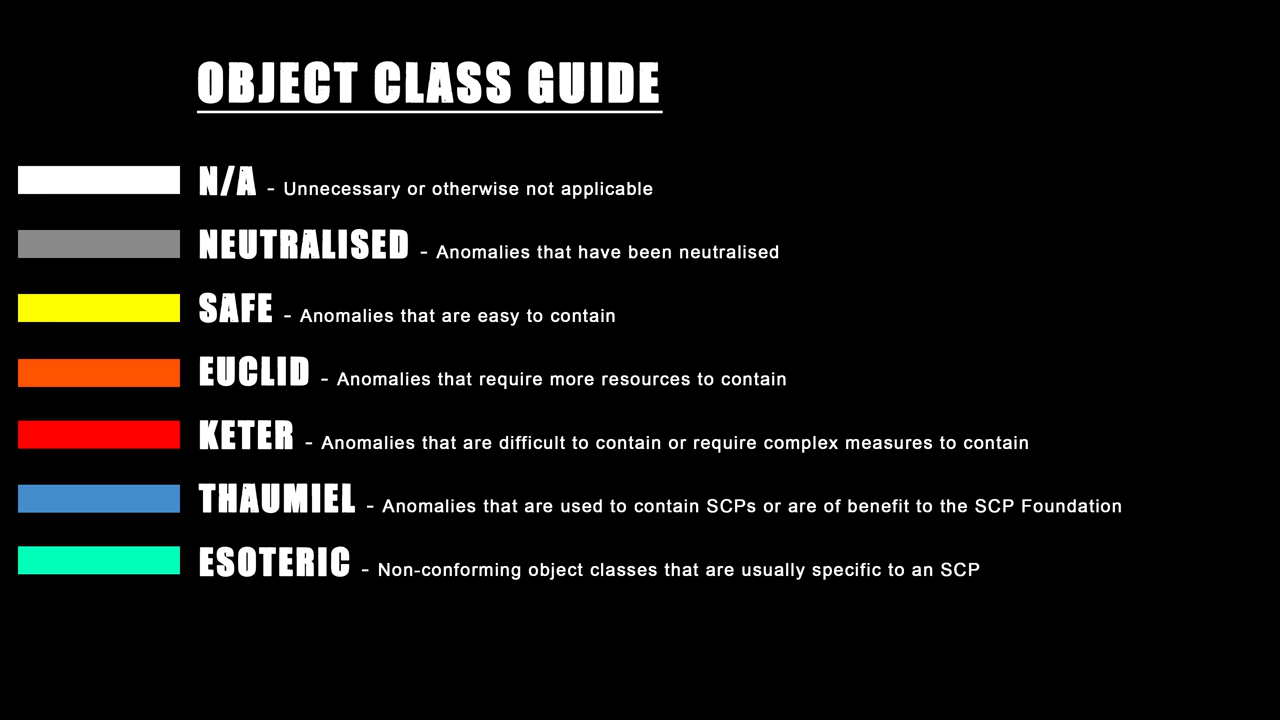 OBJECT CLASS GUIDE
N/A - Unnecessary or otherwise not applicable
NEUTRALISED - Anomalies that have been neutralised
SAFE - Anomalies that are easy to contain
EUCLID - Anomalies that require more resources to contain
KETER - Anomalies that are difficult to contain or require complex measures to contain
THAUMIEL - Anomalies that are used to contain SCPs or are of benefit to the SCP Foundation
ESOTERIC - Non-conforming object classes that are usually specific to an SCP